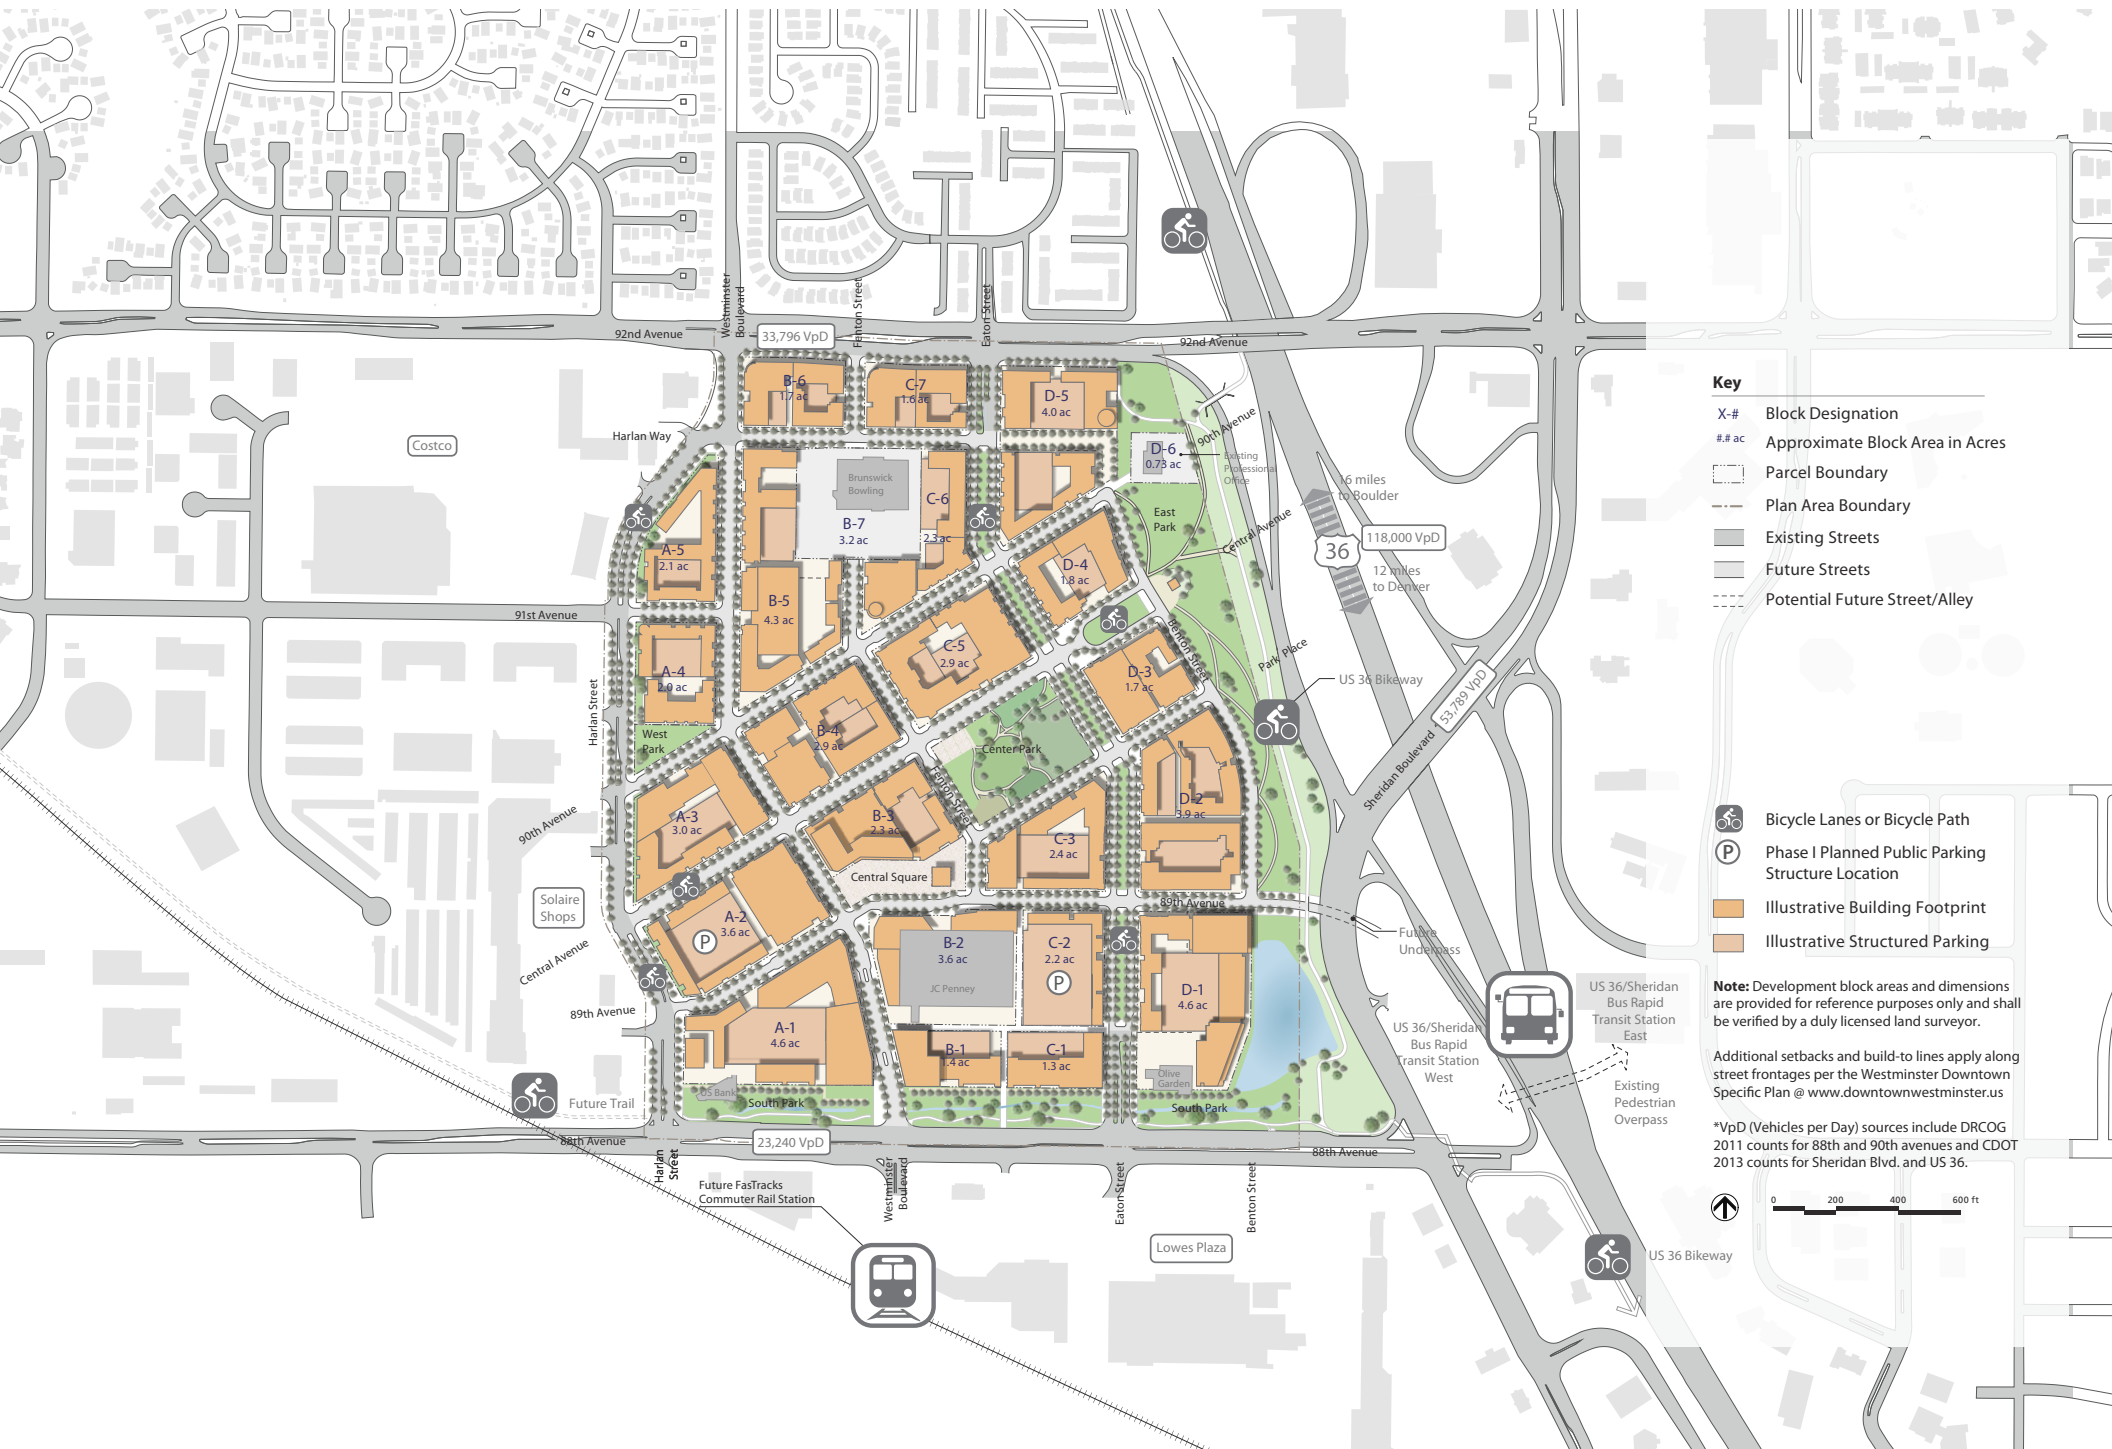 Westminster
Boulevard
Fenton Street
Eaton Street
92nd Avenue
33,796 VpD
92nd Avenue
B-6
1.7 ac
C-7
1.6 ac
D-5
4.0 ac
Harlan Way
Costco
90th Avenue
D-6
0.73 ac
Existing
Professional
Office
Brunswick
Bowling
C-6
2.3 ac
B-7
3.2 ac
East
Park
Central Avenue
16 miles
to Boulder
36
118,000 VpD
12 miles
to Denver
A-5
2.1 ac
D-4
1.8 ac
B-5
4.3 ac
91st Avenue
C-5
2.9 ac
Benton Street
Park Place
A-4
2.0 ac
D-3
1.7 ac
US 36 Bikeway
53,789 VpD
Harlan Street
West
Park
B-4
2.9 ac
Center Park
Sheridan Boulevard
Fenton Street
90th Avenue
A-3
3.0 ac
B-3
2.3 ac
D-2
3.9 ac
C-3
2.4 ac
Central Square
Solaire
Shops
89th Avenue
A-2
3.6 ac
P
B-2
3.6 ac
JC Penney
C-2
2.2 ac
P
Future
Underpass
Central Avenue
D-1
4.6 ac
89th Avenue
A-1
4.6 ac
B-1
1.4 ac
C-1
1.3 ac
Olive
Garden
US 36/Sheridan
Bus Rapid
Transit Station
West
US 36/Sheridan
Bus Rapid
Transit Station
East
Existing
Pedestrian
Overpass
US Bank
South Park
South Park
Future Trail
88th Avenue
23,240 VpD
88th Avenue
Harlan
Street
Westminster
Boulevard
Eaton Street
Benton Street
Future FasTracks
Commuter Rail Station
Lowes Plaza
US 36 Bikeway
Key
X-# Block Designation
#.# ac Approximate Block Area in Acres
Parcel Boundary
Plan Area Boundary
Existing Streets
Future Streets
Potential Future Street/Alley
Bicycle Lanes or Bicycle Path
P Phase I Planned Public Parking
Structure Location
Illustrative Building Footprint
Illustrative Structured Parking
Note: Development block areas and dimensions
are provided for reference purposes only and shall
be verified by a duly licensed land surveyor.
Additional setbacks and build-to lines apply along
street frontages per the Westminster Downtown
Specific Plan @ www.downtownwestminster.us
*VpD (Vehicles per Day) sources include DRCOG
2011 counts for 88th and 90th avenues and CDOT
2013 counts for Sheridan Blvd. and US 36.
0 200 400 600 ft